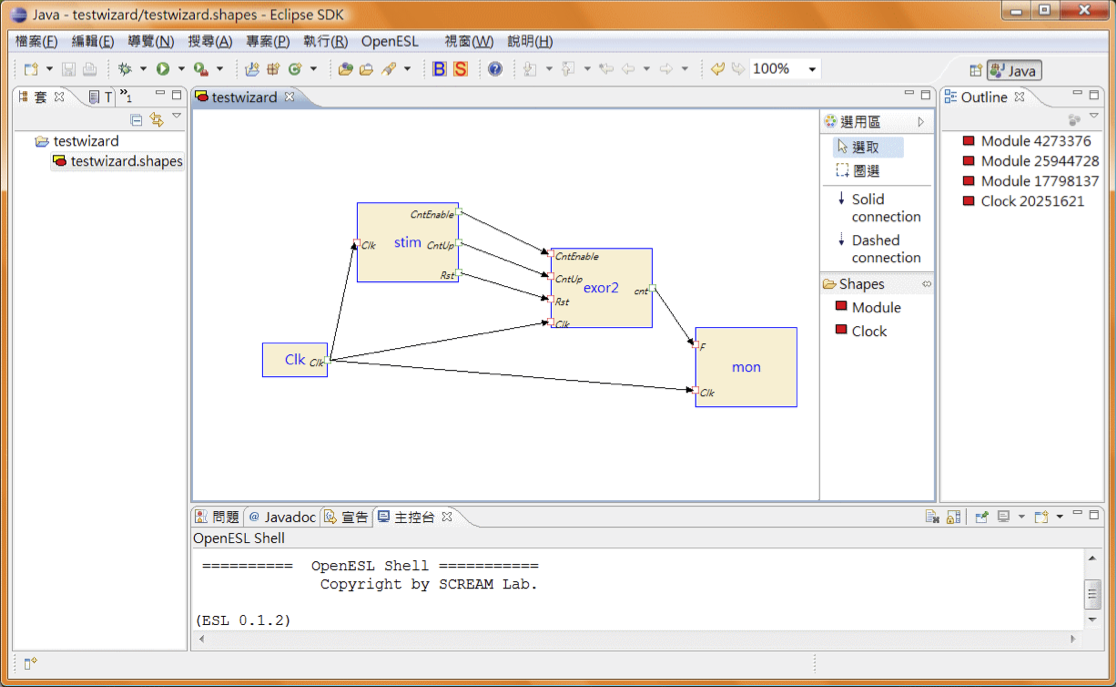 Java - testwizard/testwizard.shapes - Eclipse SDK
檔案(F) 編輯(E) 導覽(N) 搜尋(A) 專案(P) 執行(R) OpenESL 視窗(W) 說明(H)
B S 100% Java
套 T »1
testwizard
testwizard.shapes
testwizard
CntEnable
Clk stim CntUp
Rst
CntEnable
CntUp
exor2 cnt
Rst
Clk
Clk Clk
F
mon
Clk
選用區
選取
圈選
Solid
connection
Dashed
connection
Shapes
Module
Clock
Outline
Module 4273376
Module 25944728
Module 17798137
Clock 20251621
問題 @ Javadoc 宣告 主控台
OpenESL Shell
========== OpenESL Shell ===========
Copyright by SCREAM Lab.
(ESL 0.1.2)